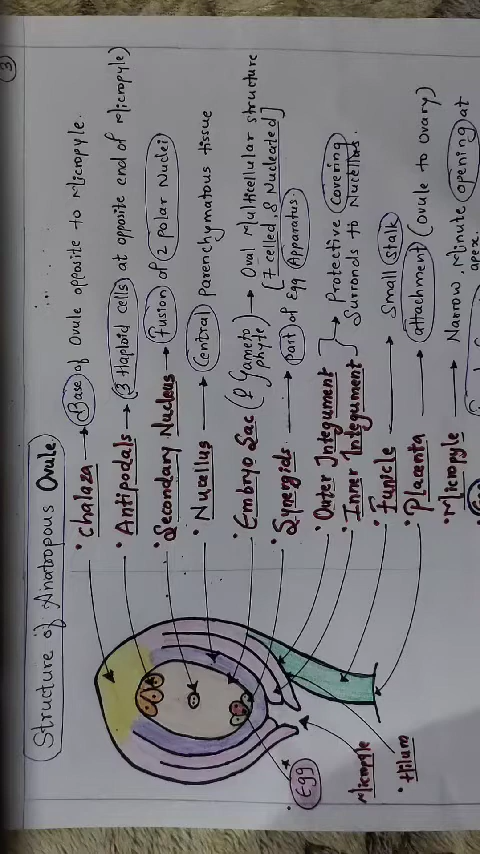 3
Structure of Anatropous Ovule.
• Chalaza → Base of Ovule opposite to Micropyle.
• Antipodals → (3 Haploid cells) at opposite end of Micropyle)
• Secondary Nucleus → Fusion of 2 Polar Nuclei
• Nucellus → Central Parenchymatous tissue
• Embryo Sac (♀ Gameto phyte) → Oval Multicellular structure
[7 celled, 8 Nucleated]
• Synergids → part of Egg Apparatus.
• Outer Integument
• Inner Integument → Protective Covering
Surronds to Nucellus.
• Funicle → Small stalk
• Placenta → attachment (Ovule to Ovary)
• Micropyle → Narrow Minute opening at
apex.
Egg
Micropyle
• Hilum